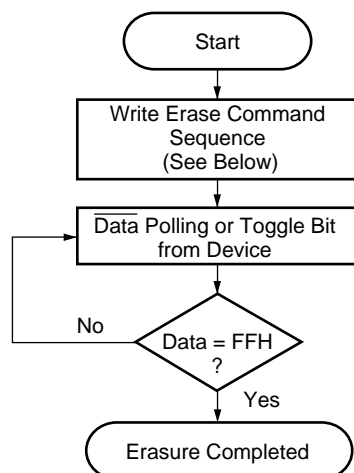 Start
Write Erase Command
Sequence
(See Below)
Data Polling or Toggle Bit
from Device
No
Data = FFH
?
Yes
Erasure Completed